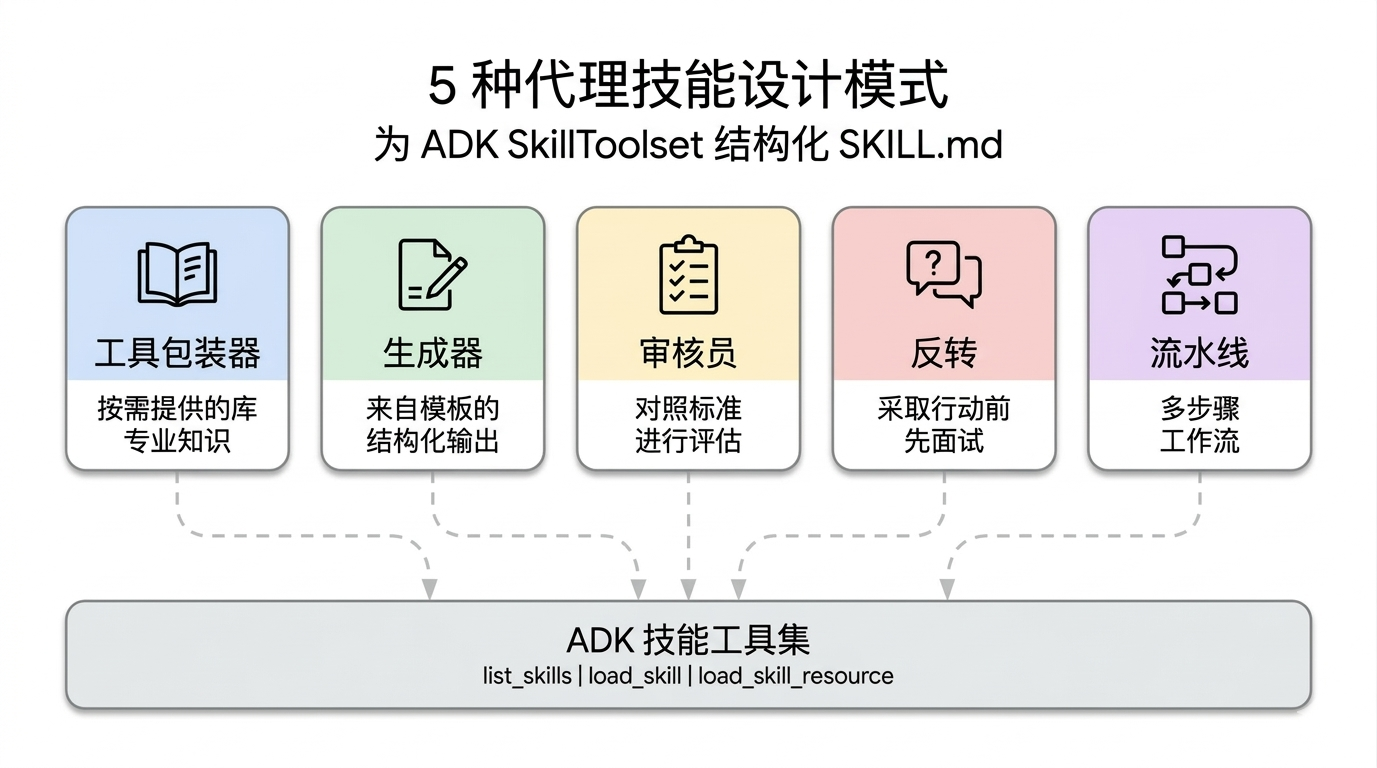 5 种代理技能设计模式
为 ADK SkillToolset 结构化 SKILL.md
工具包装器
按需提供的库
专业知识
生成器
来自模板的
结构化输出
审核员
对照标准
进行评估
?
反转
采取行动前
先面试
流水线
多步骤
工作流
ADK 技能工具集
list_skills | load_skill | load_skill_resource